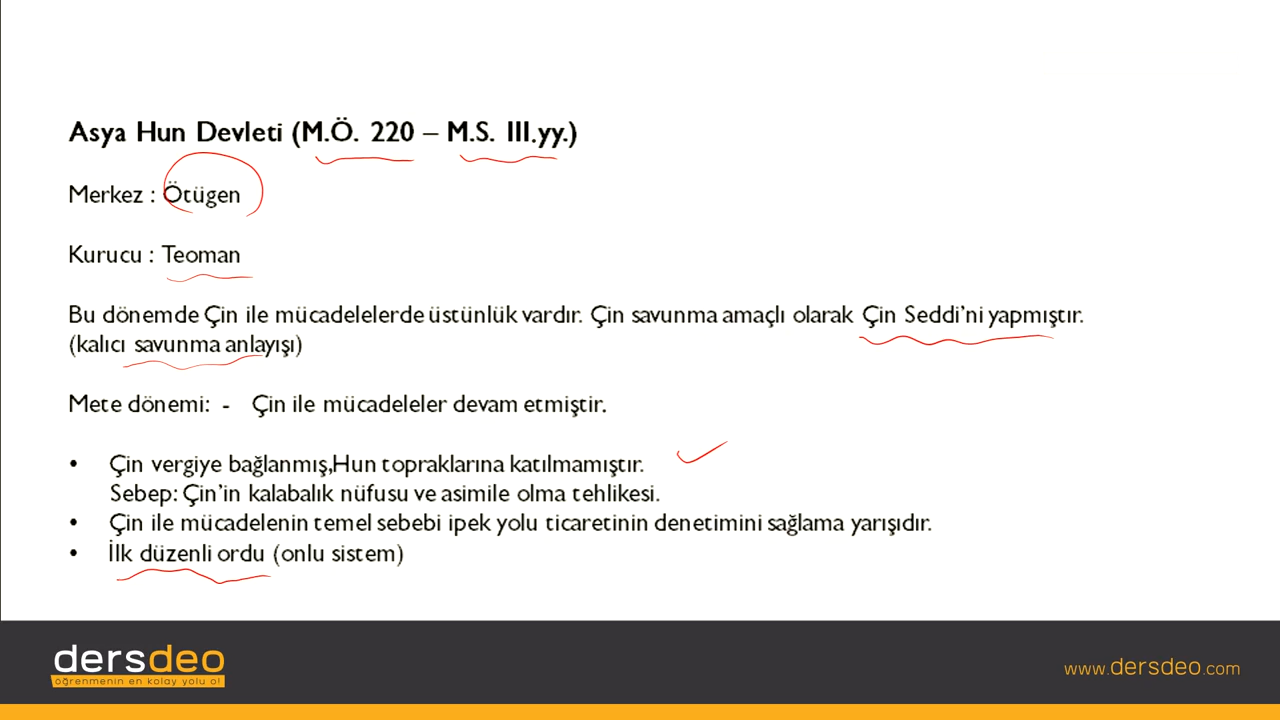 Asya Hun Devleti (M.Ö. 220 – M.S. III.yy.)
Merkez : Ötügen
Kurucu : Teoman
Bu dönemde Çin ile mücadelelerde üstünlük vardır. Çin savunma amaçlı olarak Çin Seddi’ni yapmıştır.
(kalıcı savunma anlayışı)
Mete dönemi: - Çin ile mücadeleler devam etmiştir.
• Çin vergiye bağlanmış,Hun topraklarına katılmamıştır.
Sebep: Çin’in kalabalık nüfusu ve asimile olma tehlikesi.
• Çin ile mücadelenin temel sebebi ipek yolu ticaretinin denetimini sağlama yarışıdır.
• İlk düzenli ordu (onlu sistem)
dersdeo
öğrenmenin en kolay yolu o!
www.dersdeo.com